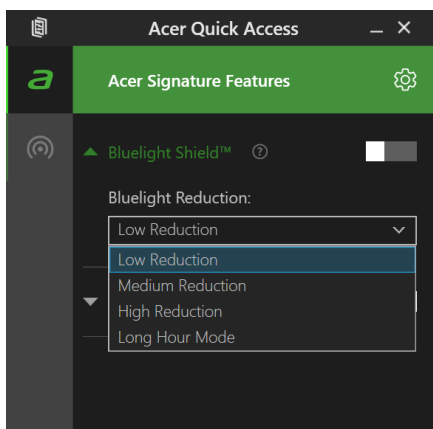 Acer Quick Access
a
Acer Signature Features
Bluelight Shield™ ?
Bluelight Reduction:
Low Reduction
Low Reduction
Medium Reduction
High Reduction
Long Hour Mode